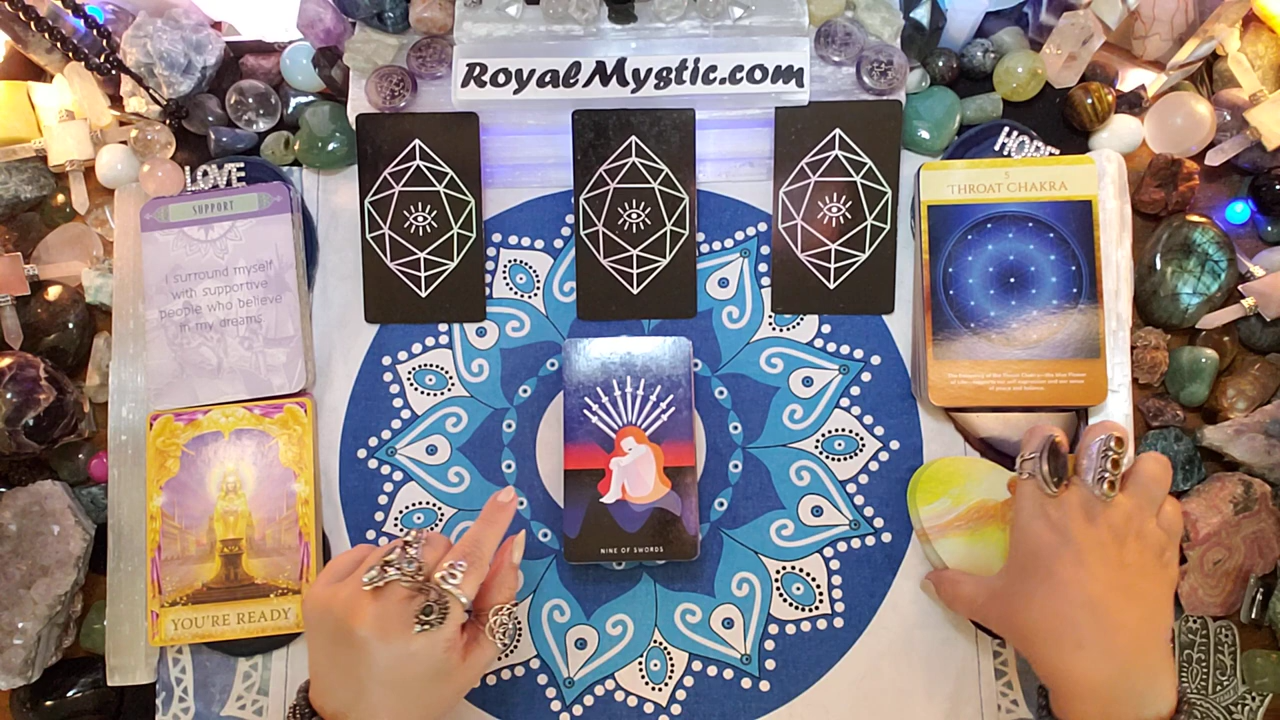 RoyalMystic.com
LOVE
HOPE
SUPPORT
I surround myself
with supportive
people who believe
in my dreams.
5
THROAT CHAKRA
NINE OF SWORDS
YOU'RE READY